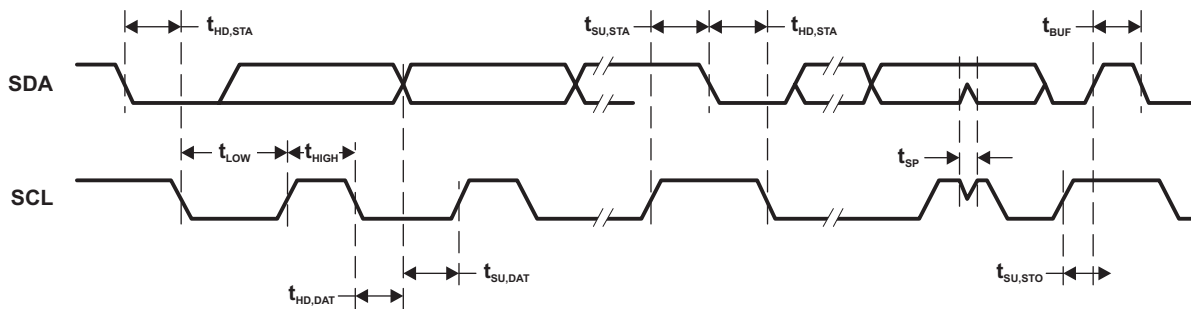 tHD,STA
tSU,STA
tHD,STA
tBUF
SDA
tLOW
tHIGH
tSP
SCL
tSU,DAT
tSU,STO
tHD,DAT